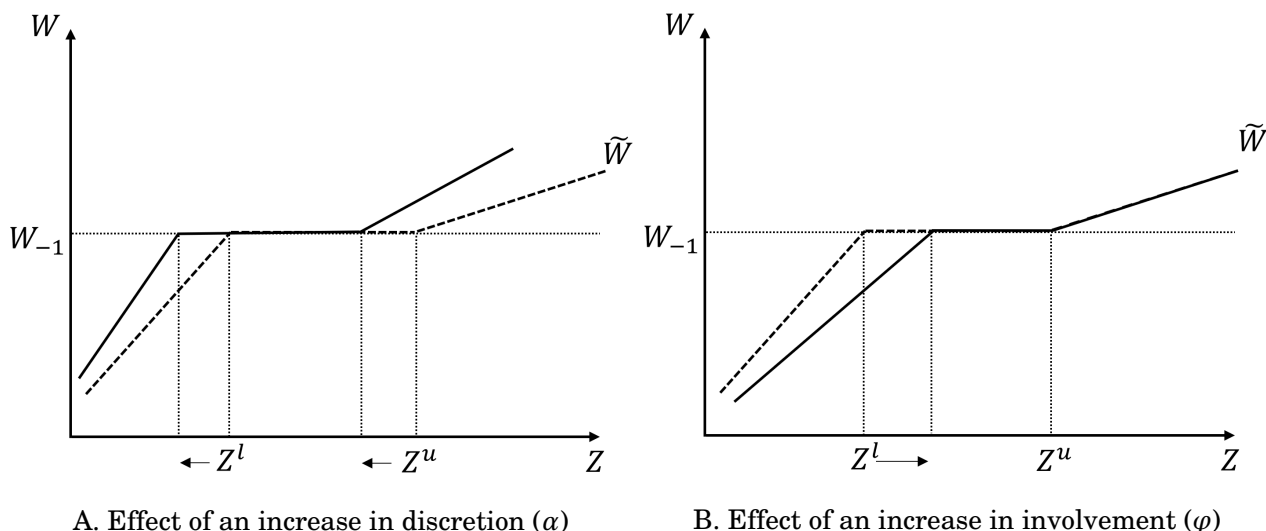 W
W̃
W₋₁
← Zˡ
← Zᵘ
Z
A. Effect of an increase in discretion (α)
W
W̃
W₋₁
Zˡ →
Zᵘ
Z
B. Effect of an increase in involvement (φ)